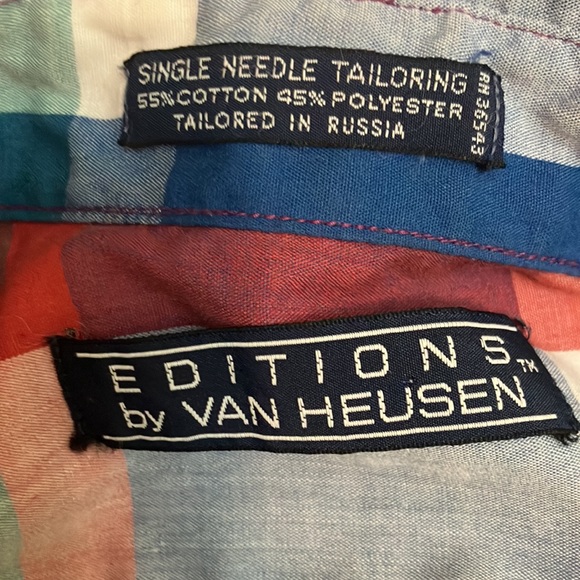 SINGLE NEEDLE TAILORING
55% COTTON 45% POLYESTER
TAILORED IN RUSSIA
RN 36543
EDITIONS™
by VAN HEUSEN